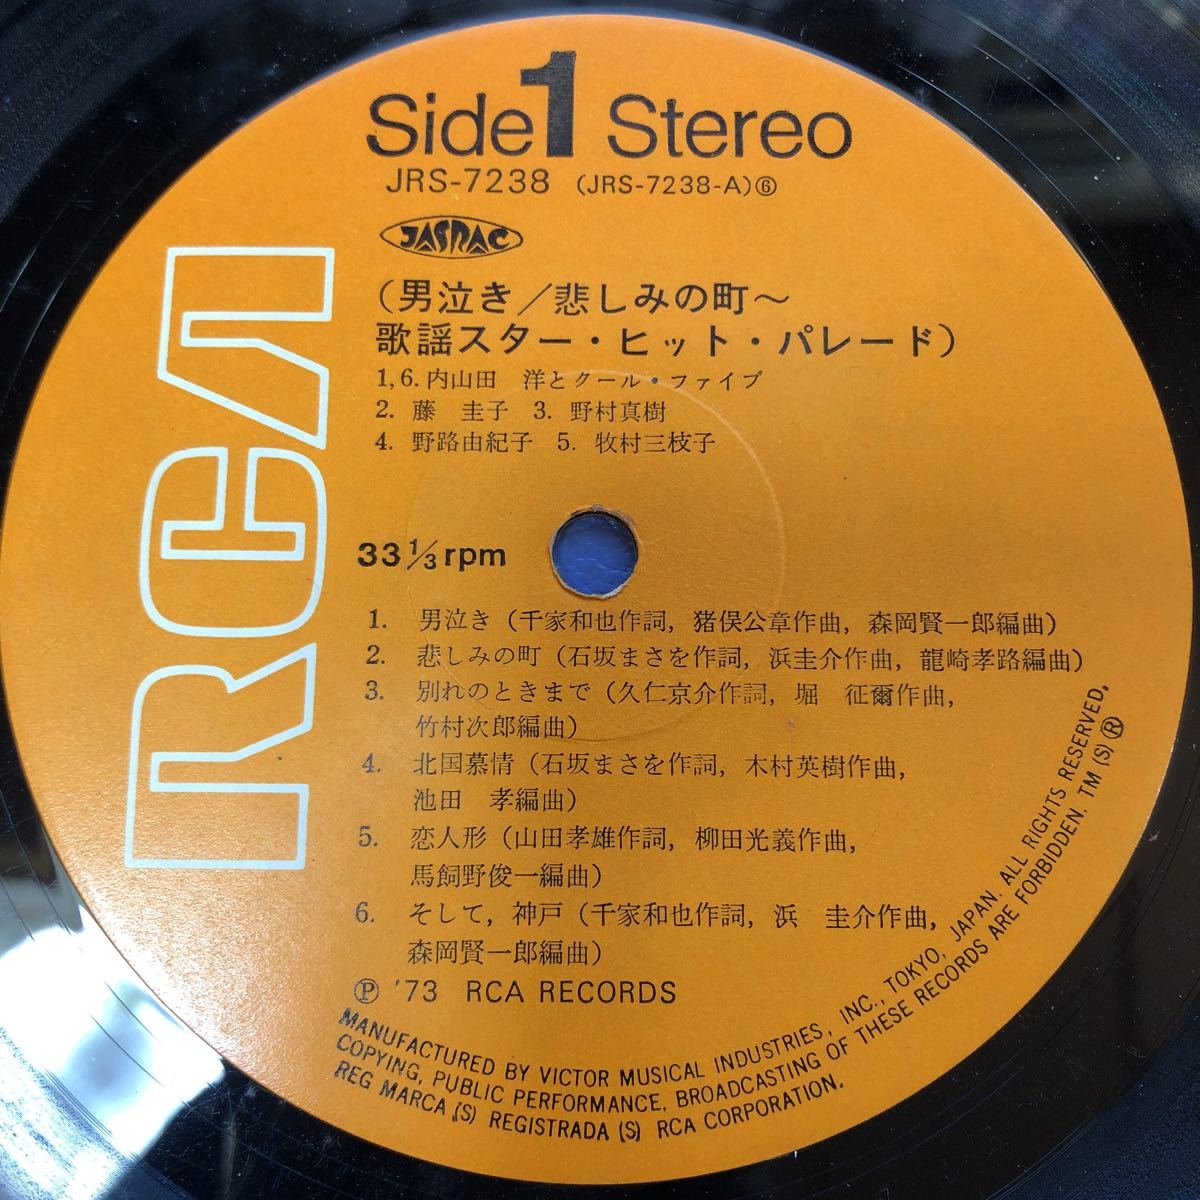 Side 1 Stereo
JRS-7238 (JRS-7238-A)⑥
JASRAC
RCA
(男泣き/悲しみの町〜
歌謡スター・ヒット・パレード)
1,6. 内山田 洋とクール・ファイブ
2. 藤 圭子 3. 野村真樹
4. 野路由紀子 5. 牧村三枝子
33 1/3 rpm
1. 男泣き (千家和也作詞, 猪俣公章作曲, 森岡賢一郎編曲)
2. 悲しみの町 (石坂まさを作詞, 浜圭介作曲, 龍崎孝路編曲)
3. 別れのときまで (久仁京介作詞, 堀 征爾作曲,
竹村次郎編曲)
4. 北国慕情 (石坂まさを作詞, 木村英樹作曲,
池田 孝編曲)
5. 恋人形 (山田孝雄作詞, 柳田光義作曲,
馬飼野俊一編曲)
6. そして, 神戸 (千家和也作詞, 浜 圭介作曲,
森岡賢一郎編曲)
Ⓟ '73 RCA RECORDS
MANUFACTURED BY VICTOR MUSICAL INDUSTRIES, INC., TOKYO, JAPAN. ALL RIGHTS RESERVED.
COPYING, PUBLIC PERFORMANCE, BROADCASTING OF THESE RECORDS ARE FORBIDDEN. TM (S) ®
REG MARCA (S) REGISTRADA (S) RCA CORPORATION.